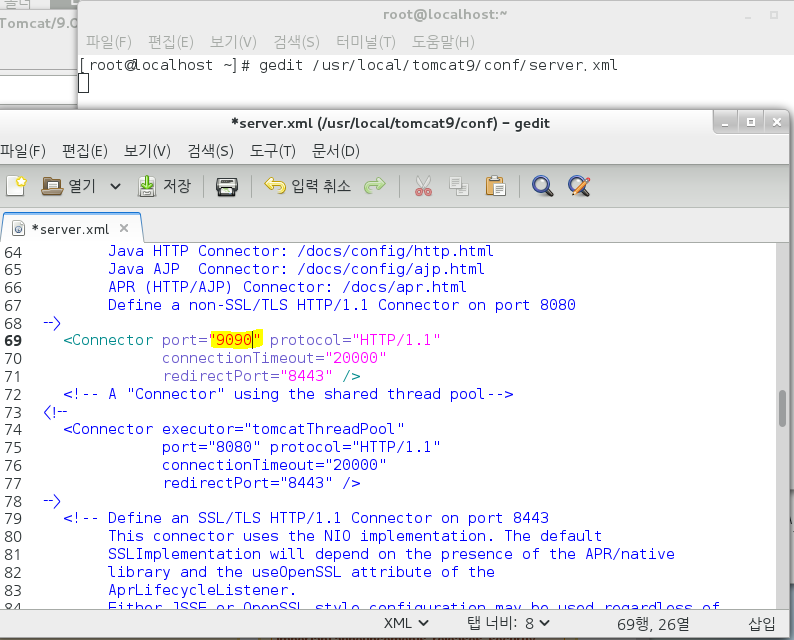 폴더
root@localhost:~
Tomcat/9.0
파일(F) 편집(E) 보기(V) 검색(S) 터미널(T) 도움말(H)
[root@localhost ~]# gedit /usr/local/tomcat9/conf/server.xml
*server.xml (/usr/local/tomcat9/conf) - gedit
파일(F) 편집(E) 보기(V) 검색(S) 도구(T) 문서(D)
열기 저장 입력 취소
*server.xml
64 Java HTTP Connector: /docs/config/http.html
65 Java AJP  Connector: /docs/config/ajp.html
66 APR (HTTP/AJP) Connector: /docs/apr.html
67 Define a non-SSL/TLS HTTP/1.1 Connector on port 8080
68 -->
69 <Connector port="9090" protocol="HTTP/1.1"
70 connectionTimeout="20000"
71 redirectPort="8443" />
72 <!-- A "Connector" using the shared thread pool-->
73 <!--
74 <Connector executor="tomcatThreadPool"
75 port="8080" protocol="HTTP/1.1"
76 connectionTimeout="20000"
77 redirectPort="8443" />
78 -->
79 <!-- Define an SSL/TLS HTTP/1.1 Connector on port 8443
80 This connector uses the NIO implementation. The default
81 SSLImplementation will depend on the presence of the APR/native
82 library and the useOpenSSL attribute of the
83 AprLifecycleListener.
84 Either JSSE or OpenSSL style configuration may be used regardless of
XML 탭 너비: 8 69행, 26열 삽입